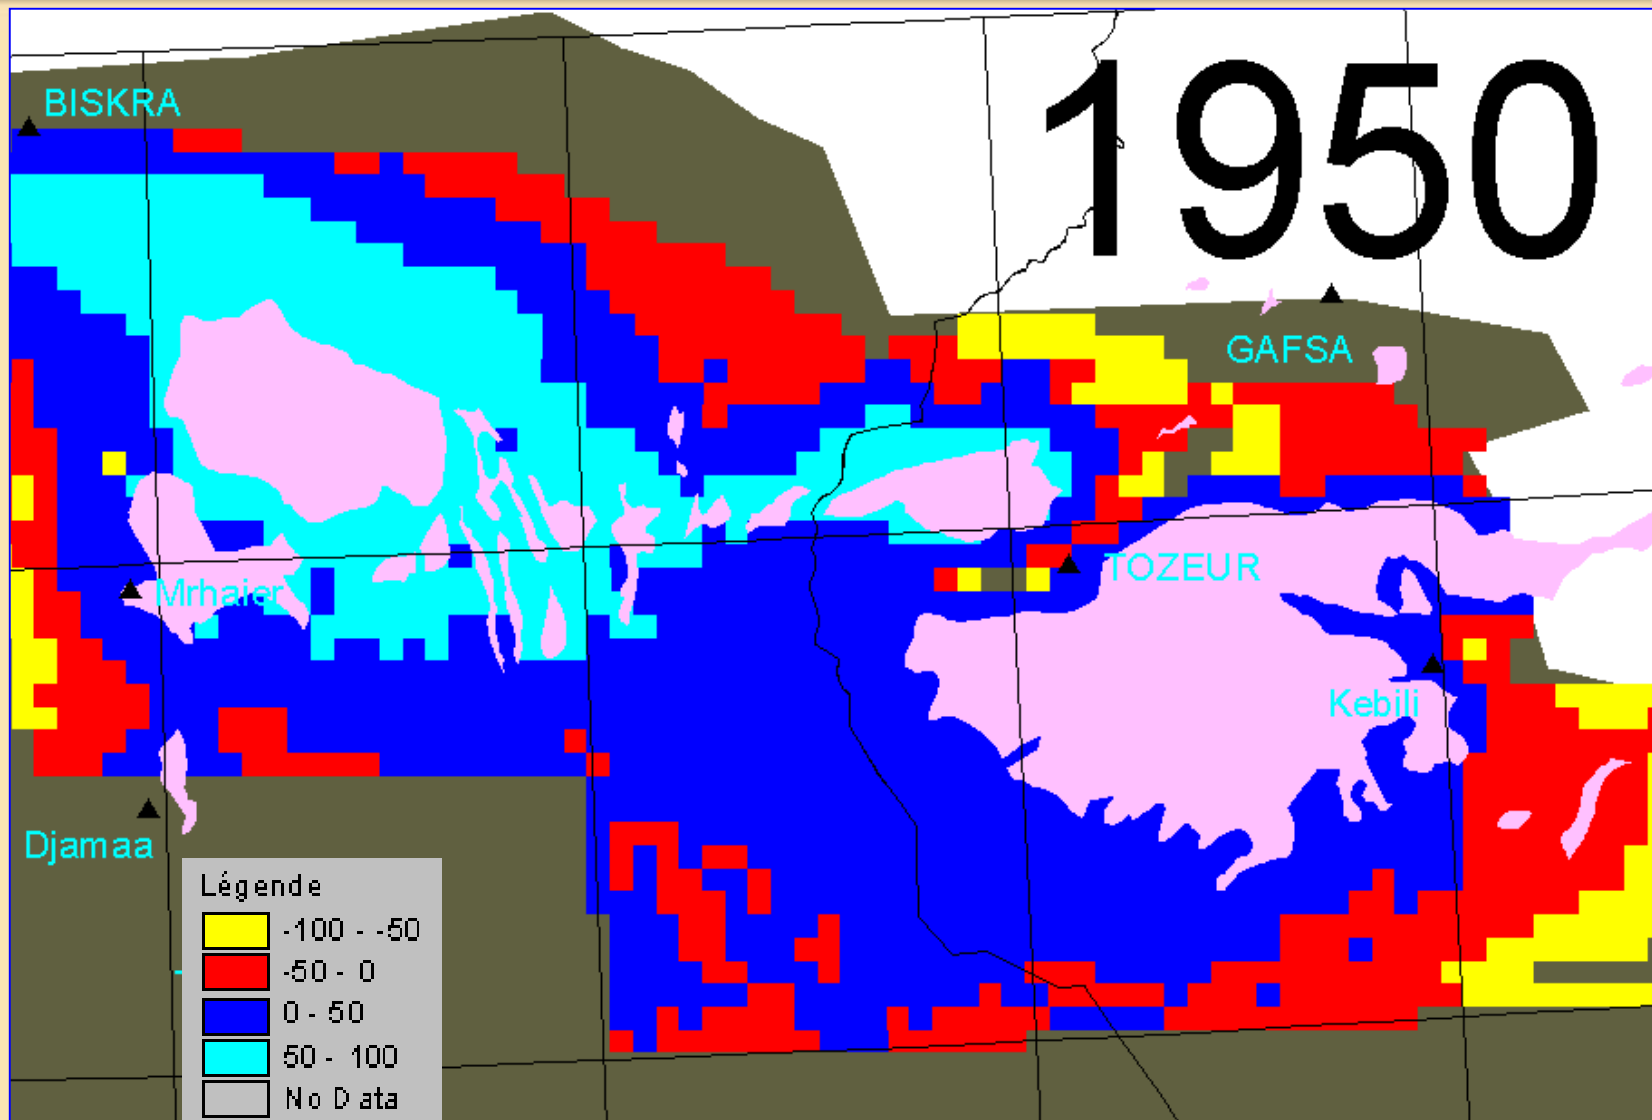 1950
BISKRA
GAFSA
TOZEUR
Mrhaier
Kebili
Djamaa
Légende
-100 - -50
-50 - 0
0 - 50
50 - 100
No Data